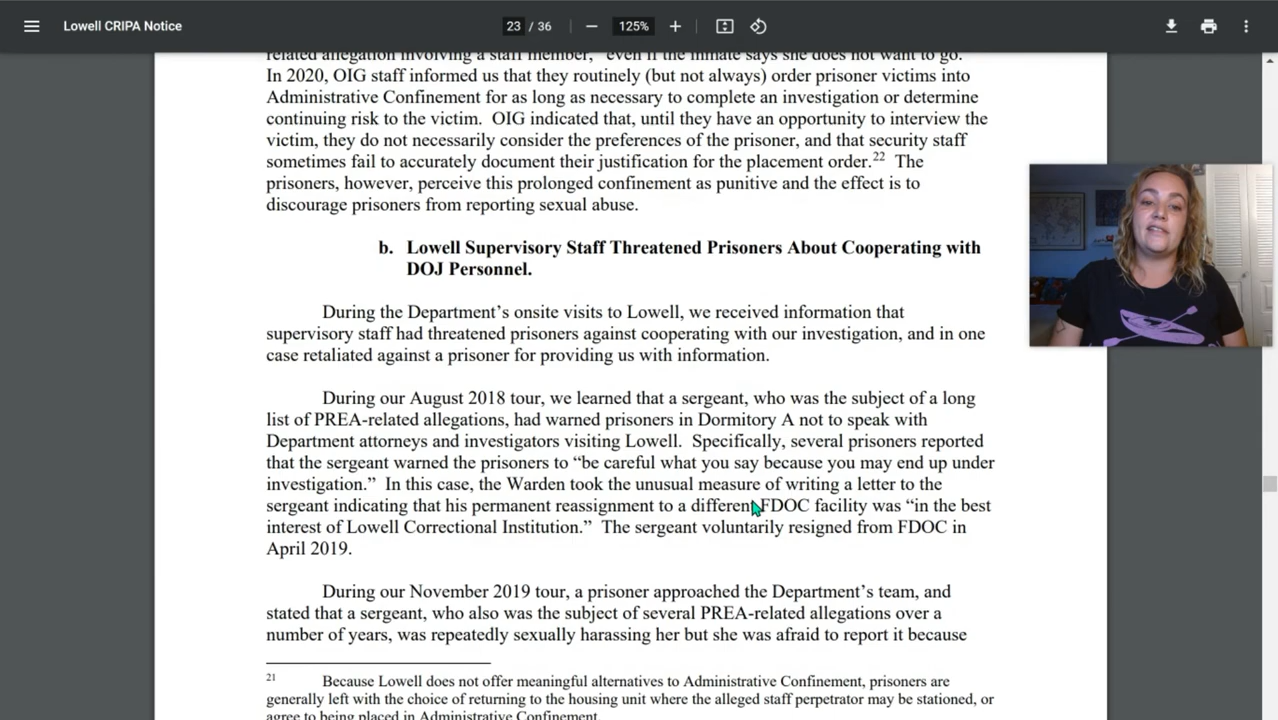 Lowell CRIPA Notice
23 / 36
125%
related allegation involving a staff member," even if the inmate says she does not want to go.
In 2020, OIG staff informed us that they routinely (but not always) order prisoner victims into
Administrative Confinement for as long as necessary to complete an investigation or determine
continuing risk to the victim.  OIG indicated that, until they have an opportunity to interview the
victim, they do not necessarily consider the preferences of the prisoner, and that security staff
sometimes fail to accurately document their justification for the placement order.22  The
prisoners, however, perceive this prolonged confinement as punitive and the effect is to
discourage prisoners from reporting sexual abuse.
b. Lowell Supervisory Staff Threatened Prisoners About Cooperating with
DOJ Personnel.
During the Department's onsite visits to Lowell, we received information that
supervisory staff had threatened prisoners against cooperating with our investigation, and in one
case retaliated against a prisoner for providing us with information.
During our August 2018 tour, we learned that a sergeant, who was the subject of a long
list of PREA-related allegations, had warned prisoners in Dormitory A not to speak with
Department attorneys and investigators visiting Lowell.  Specifically, several prisoners reported
that the sergeant warned the prisoners to “be careful what you say because you may end up under
investigation.”  In this case, the Warden took the unusual measure of writing a letter to the
sergeant indicating that his permanent reassignment to a different FDOC facility was “in the best
interest of Lowell Correctional Institution.”  The sergeant voluntarily resigned from FDOC in
April 2019.
During our November 2019 tour, a prisoner approached the Department's team, and
stated that a sergeant, who also was the subject of several PREA-related allegations over a
number of years, was repeatedly sexually harassing her but she was afraid to report it because
21 Because Lowell does not offer meaningful alternatives to Administrative Confinement, prisoners are
generally left with the choice of returning to the housing unit where the alleged staff perpetrator may be stationed, or
agree to being placed in Administrative Confinement.